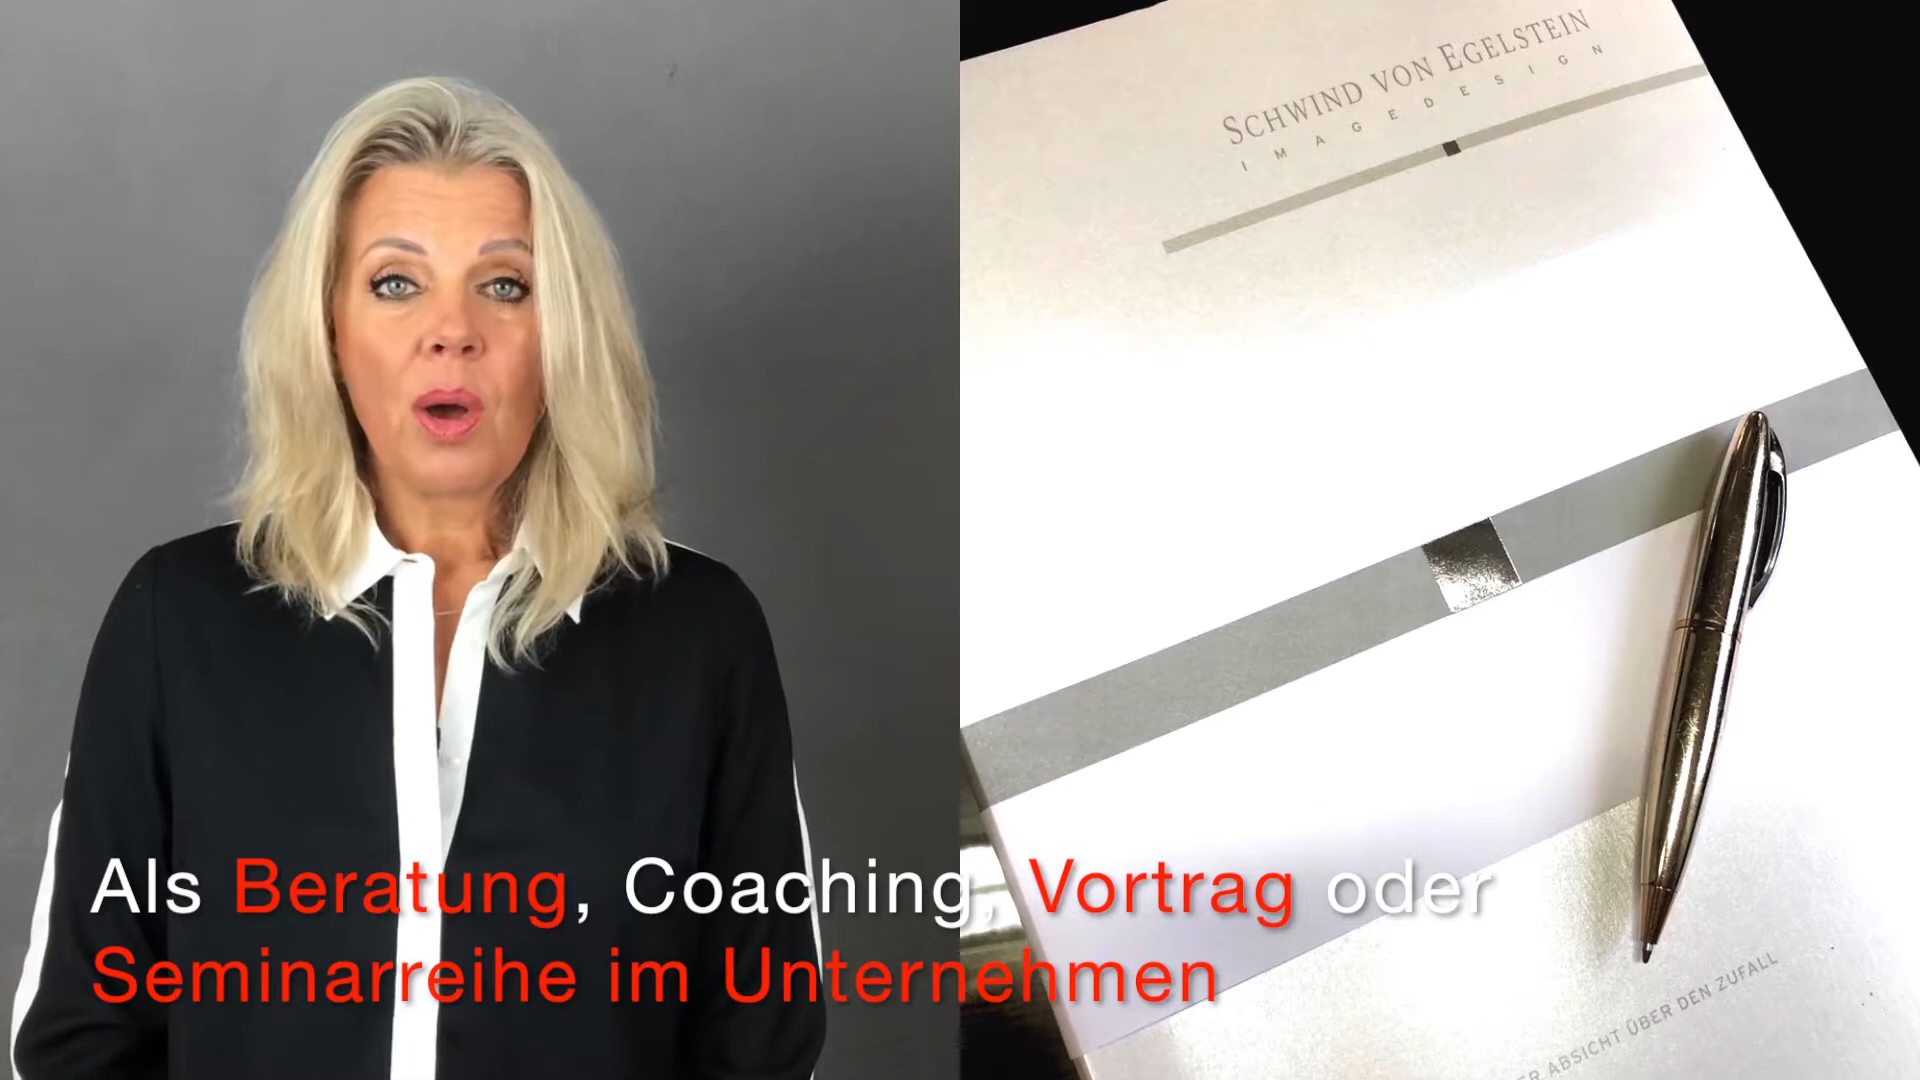 SCHWIND VON EGELSTEIN
IMAGEDESIGN
Als Beratung, Coaching, Vortrag oder
Seminarreihe im Unternehmen
ABSICHT ÜBER DEN ZUFALL